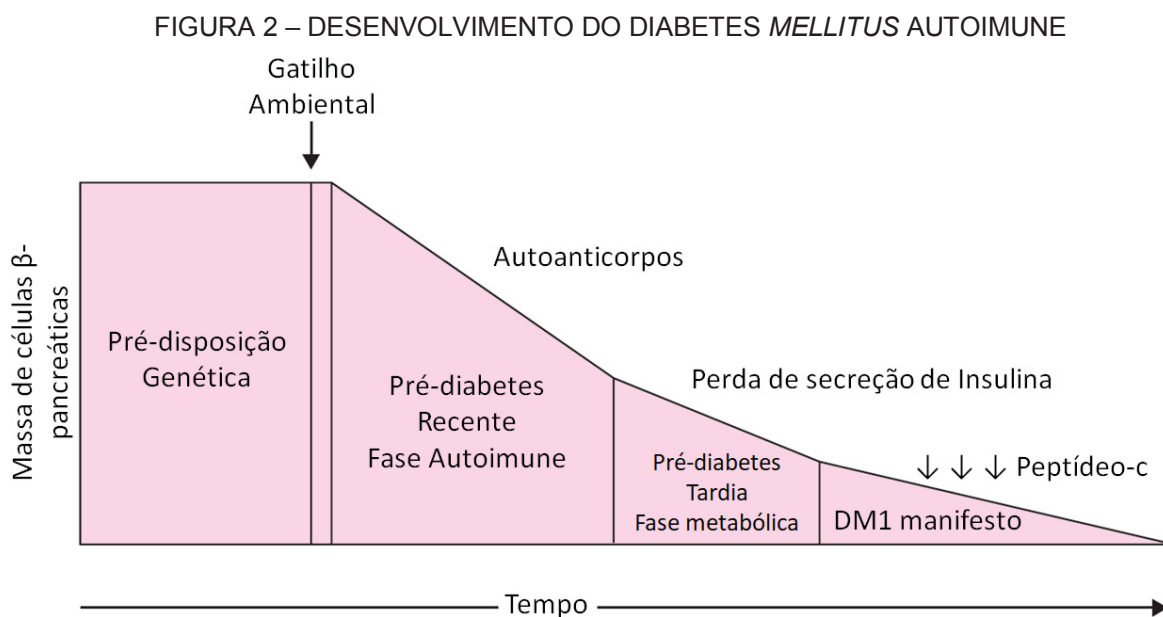 FIGURA 2 – DESENVOLVIMENTO DO DIABETES MELLITUS AUTOIMUNE
Gatilho
Ambiental
Massa de células β-
pancreáticas
Pré-disposição
Genética
Autoanticorpos
Pré-diabetes
Recente
Fase Autoimune
Perda de secreção de Insulina
Pré-diabetes
Tardia
Fase metabólica
↓ ↓ ↓ Peptídeo-c
DM1 manifesto
Tempo